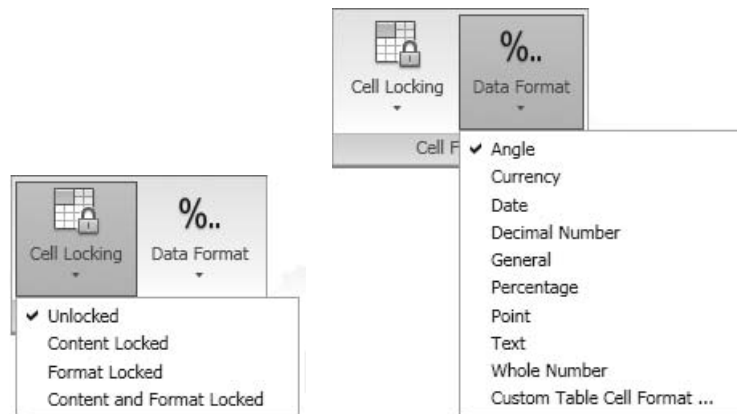 %..
Cell Locking
Data Format
Cell F
Angle
Currency
Date
Decimal Number
General
Percentage
Point
Text
Whole Number
Custom Table Cell Format ...
%..
Cell Locking
Data Format
Unlocked
Content Locked
Format Locked
Content and Format Locked